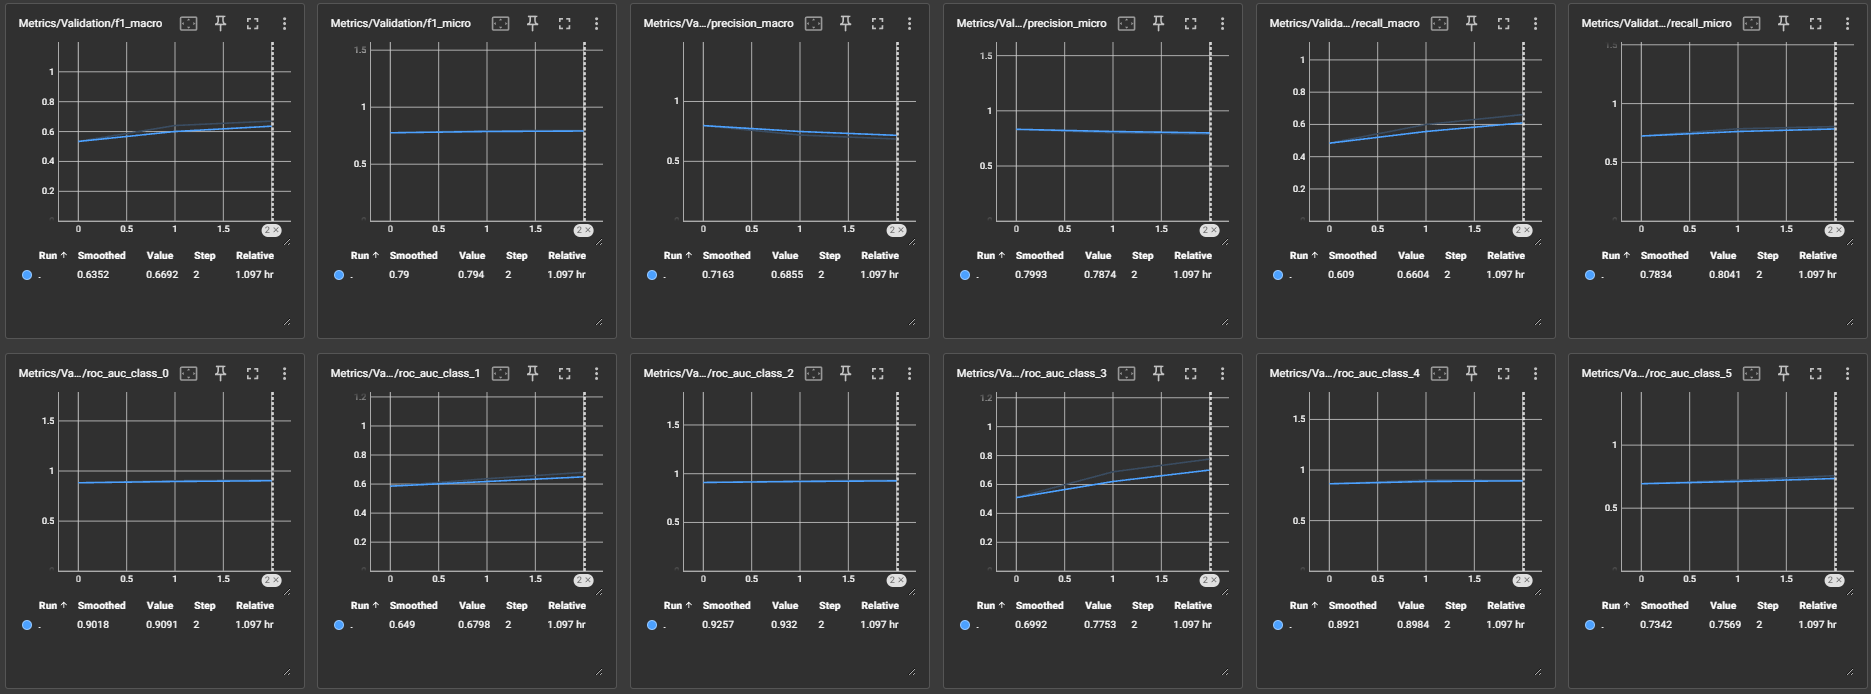 Metrics/Validation/f1_macro
1
0.8
0.6
0.4
0.2
0 0.5 1 1.5 2 ×
Run ↑ Smoothed Value Step Relative
. 0.6352 0.6692 2 1.097 hr
Metrics/Validation/f1_micro
1.5
1
0.5
0 0.5 1 1.5 2 ×
Run ↑ Smoothed Value Step Relative
. 0.79 0.794 2 1.097 hr
Metrics/Va…/precision_macro
1
0.5
0 0.5 1 1.5 2 ×
Run ↑ Smoothed Value Step Relative
. 0.7163 0.6855 2 1.097 hr
Metrics/Val…/precision_micro
1.5
1
0.5
0 0.5 1 1.5 2 ×
Run ↑ Smoothed Value Step Relative
. 0.7993 0.7874 2 1.097 hr
Metrics/Valida…/recall_macro
1
0.8
0.6
0.4
0.2
0 0.5 1 1.5 2 ×
Run ↑ Smoothed Value Step Relative
. 0.609 0.6604 2 1.097 hr
Metrics/Validat…/recall_micro
1
0.5
0 0.5 1 1.5 2 ×
Run ↑ Smoothed Value Step Relative
. 0.7834 0.8041 2 1.097 hr
Metrics/Va…/roc_auc_class_0
1.5
1
0.5
0 0.5 1 1.5 2 ×
Run ↑ Smoothed Value Step Relative
. 0.9018 0.9091 2 1.097 hr
Metrics/Va…/roc_auc_class_1
1.2
1
0.8
0.6
0.4
0.2
0 0.5 1 1.5 2 ×
Run ↑ Smoothed Value Step Relative
. 0.649 0.6798 2 1.097 hr
Metrics/Va…/roc_auc_class_2
1.5
1
0.5
0 0.5 1 1.5 2 ×
Run ↑ Smoothed Value Step Relative
. 0.9257 0.932 2 1.097 hr
Metrics/Va…/roc_auc_class_3
1.2
1
0.8
0.6
0.4
0.2
0 0.5 1 1.5 2 ×
Run ↑ Smoothed Value Step Relative
. 0.6992 0.7753 2 1.097 hr
Metrics/Va…/roc_auc_class_4
1.5
1
0.5
0 0.5 1 1.5 2 ×
Run ↑ Smoothed Value Step Relative
. 0.8921 0.8984 2 1.097 hr
Metrics/Va…/roc_auc_class_5
1
0.5
0 0.5 1 1.5 2 ×
Run ↑ Smoothed Value Step Relative
. 0.7342 0.7569 2 1.097 hr